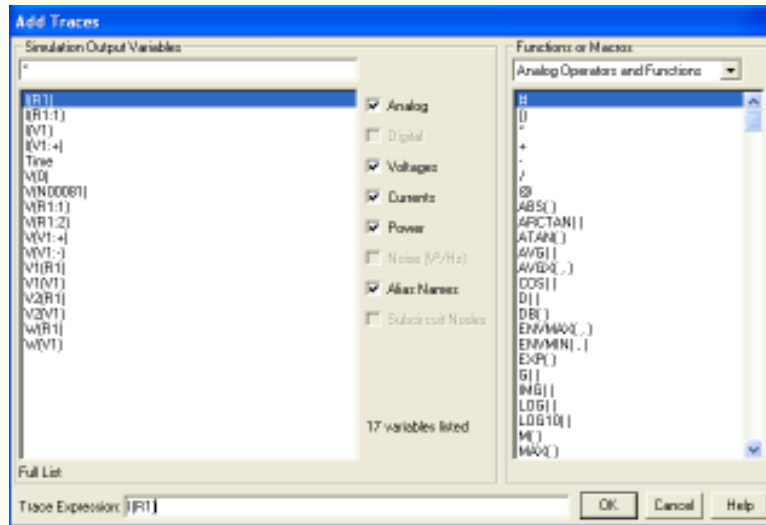 Add Traces
Simulation Output Variables
*
I(R1)
I(R1:1)
I(V1)
I(V1:+)
Time
V(0)
V(N00081)
V(R1:1)
V(R1:2)
V(V1:+)
V(V1:-)
V1(R1)
V1(V1)
V2(R1)
V2(V1)
W(R1)
W(V1)
Full List
Analog
Digital
Voltages
Currents
Power
Noise (V²/Hz)
Alias Names
Subcircuit Nodes
17 variables listed
Functions or Macros
Analog Operators and Functions
#
()
*
+
-
/
@
ABS()
ARCTAN()
ATAN()
AVG()
AVGX(,)
COS()
D()
DB()
ENVMAX(,)
ENVMIN(,)
EXP()
G()
IMG()
LOG()
LOG10()
M()
MAX()
Trace Expression: I(R1)
OK
Cancel
Help